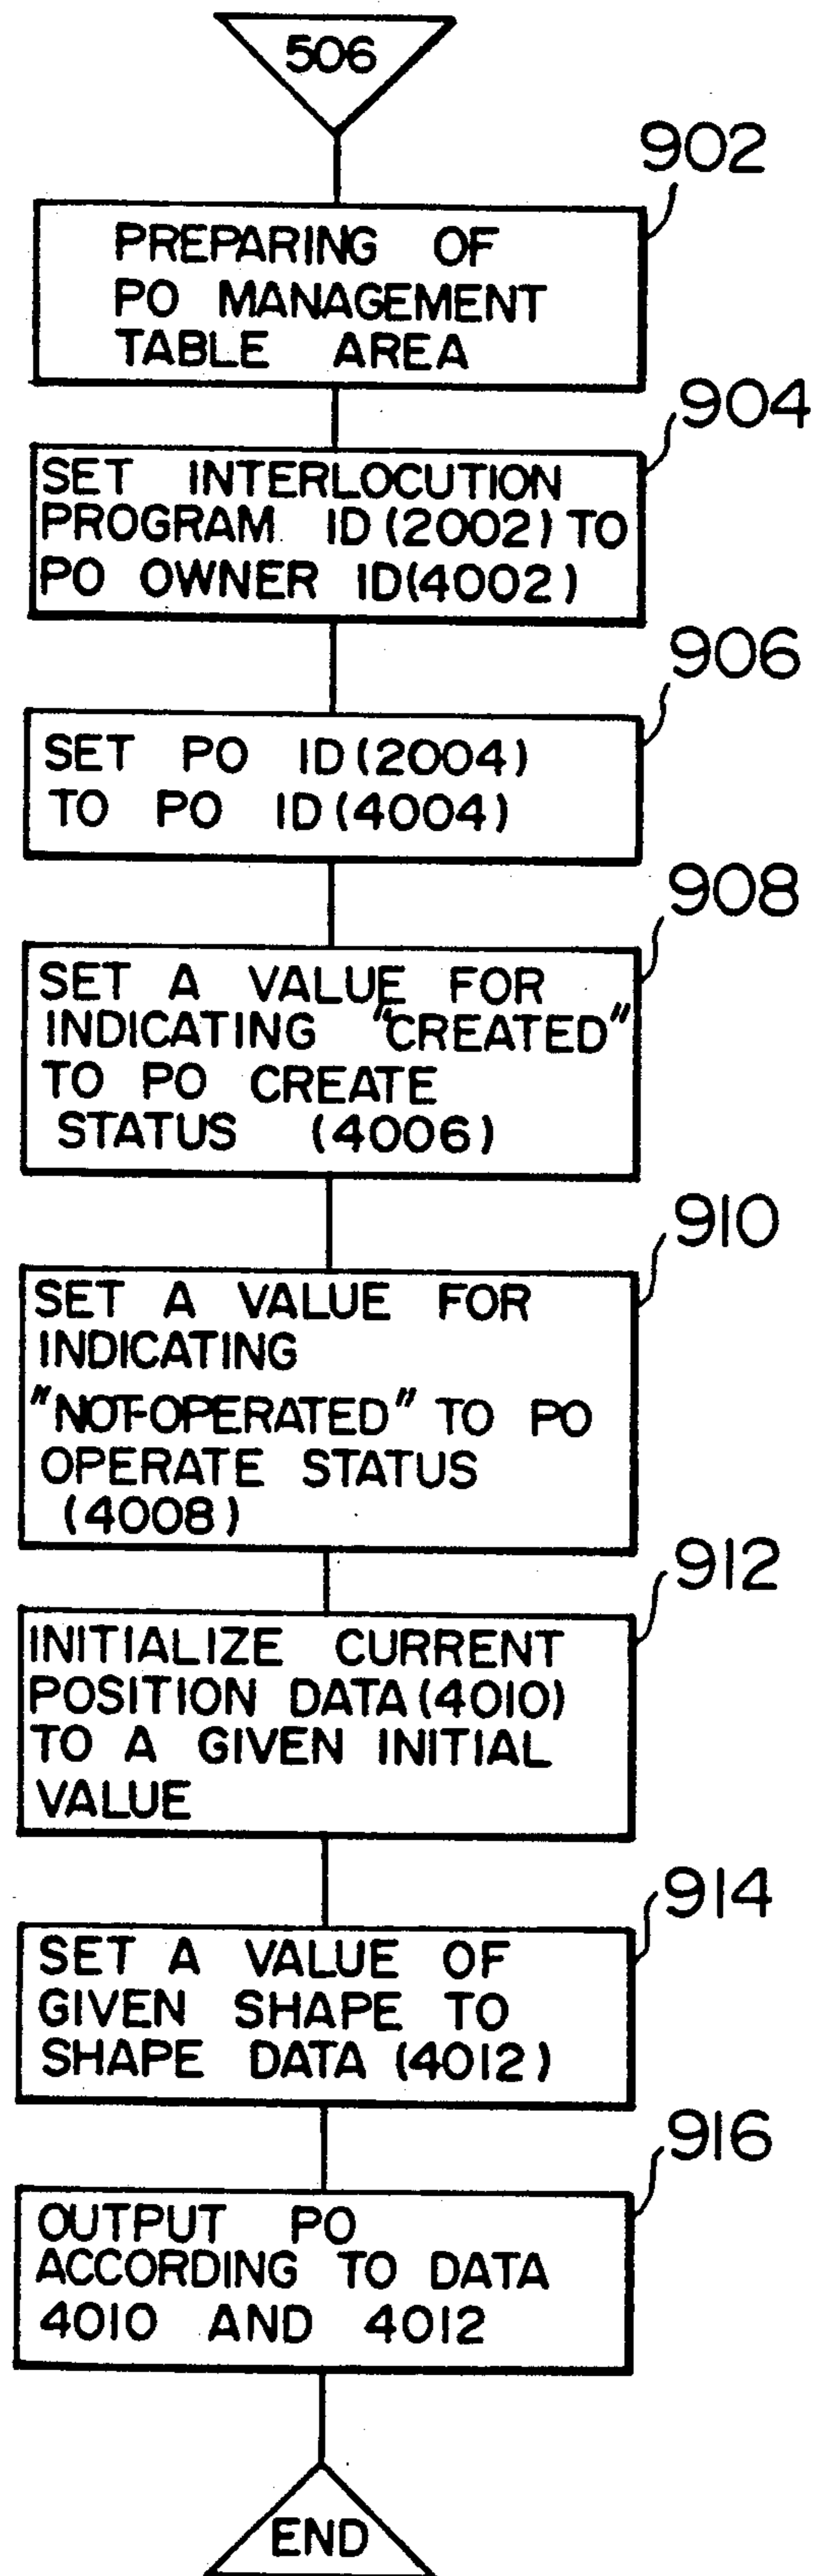 506
902
PREPARING OF
PO MANAGEMENT
TABLE AREA
904
SET INTERLOCUTION
PROGRAM ID (2002) TO
PO OWNER ID(4002)
906
SET PO ID (2004)
TO PO ID (4004)
908
SET A VALUE FOR
INDICATING "CREATED"
TO PO CREATE
STATUS (4006)
910
SET A VALUE FOR
INDICATING
"NOT-OPERATED" TO PO
OPERATE STATUS
(4008)
912
INITIALIZE CURRENT
POSITION DATA (4010)
TO A GIVEN INITIAL
VALUE
914
SET A VALUE OF
GIVEN SHAPE TO
SHAPE DATA (4012)
916
OUTPUT PO
ACCORDING TO DATA
4010 AND 4012
END